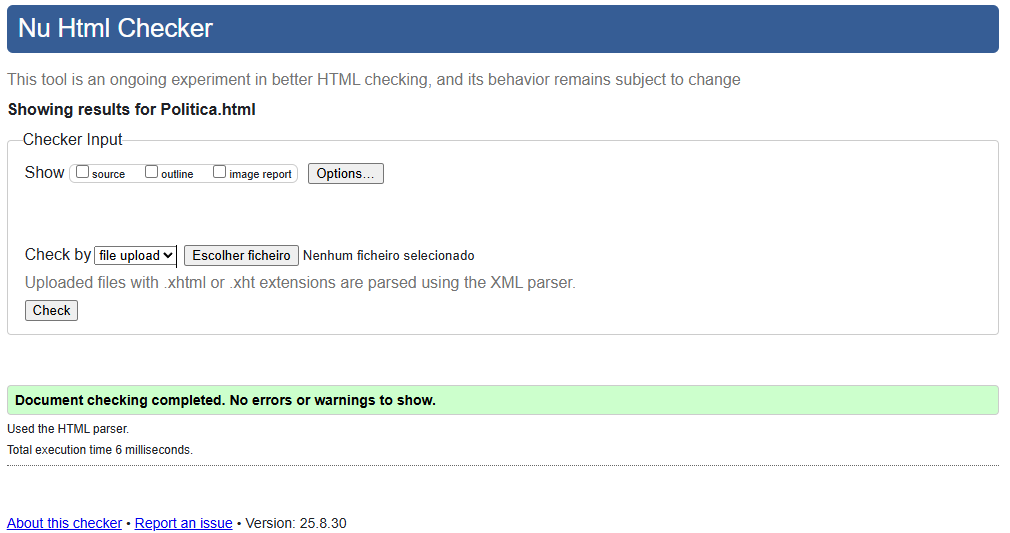 Nu Html Checker
This tool is an ongoing experiment in better HTML checking, and its behavior remains subject to change
Showing results for Politica.html
Checker Input
Show source outline image report Options...
Check by file upload Escolher ficheiro Nenhum ficheiro selecionado
Uploaded files with .xhtml or .xht extensions are parsed using the XML parser.
Check
Document checking completed. No errors or warnings to show.
Used the HTML parser.
Total execution time 6 milliseconds.
About this checker • Report an issue • Version: 25.8.30